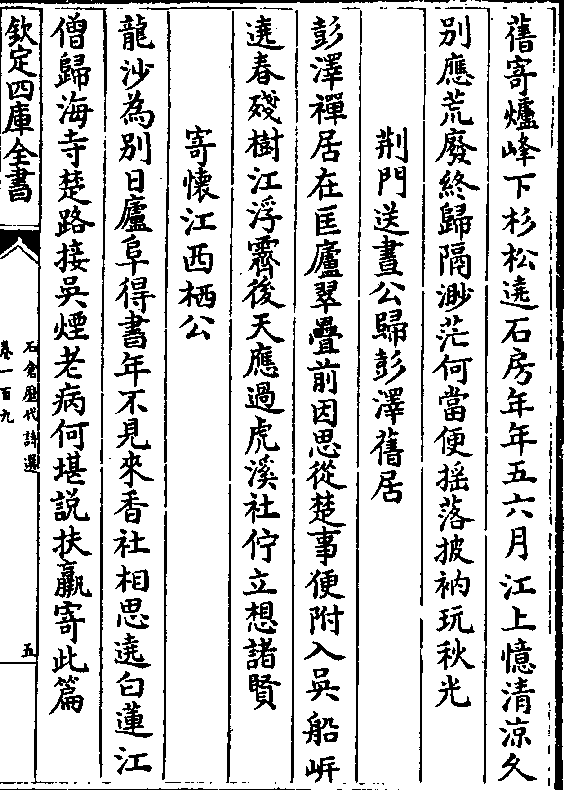 舊寄爐峰下杉松遶石房年年五六月江上憶清涼久
別應荒廢終歸隔渺茫何當便揺落披衲玩秋光
荆門送晝公歸彭澤舊居
彭澤禪居在匡廬翠疊前因思從楚事便附入吳船㟁
遶春殘樹江浮霽後天應過虎溪社佇立想諸賢
寄懷江西栖公
龍沙為別日廬阜得書年不見來香社相思遶白蓮江
僧歸海寺楚路接吳煙老病何堪説扶羸寄此篇
欽定四庫全書
石倉歴代詩選
卷一百九
五